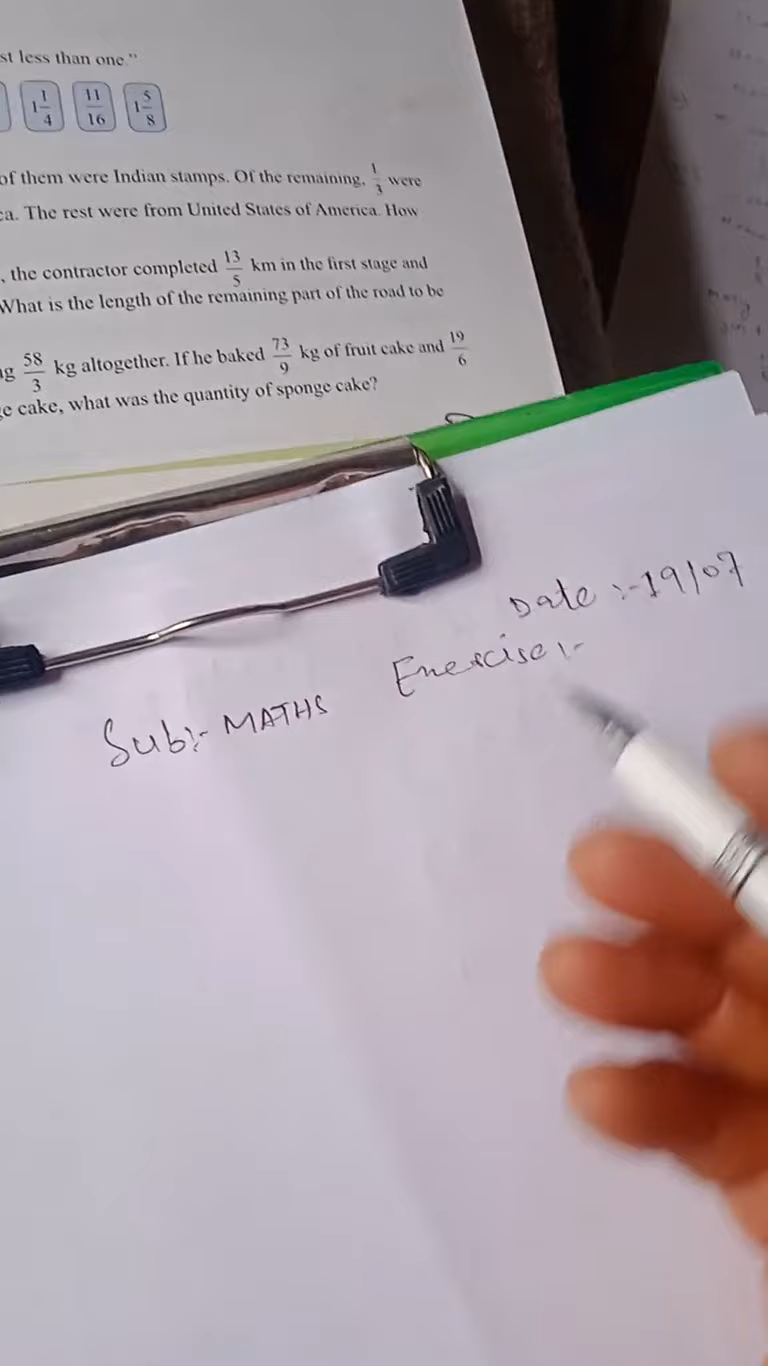 st less than one."
1 1/4 11/16 1 5/8
of them were Indian stamps. Of the remaining, 1/3 were
ca. The rest were from United States of America. How
, the contractor completed 13/5 km in the first stage and
What is the length of the remaining part of the road to be
ng 58/3 kg altogether. If he baked 73/9 kg of fruit cake and 19/6
ge cake, what was the quantity of sponge cake?
Date :- 19/07
Sub:- MATHS Exercise:-